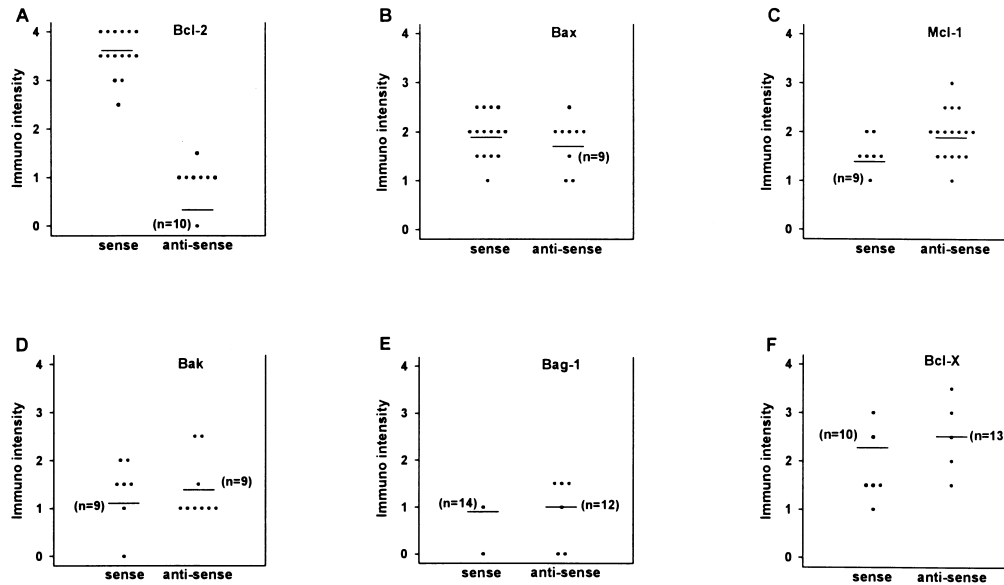 A
Bcl-2
Immuno intensity
4
3
2
1
0
(n=10)
sense
anti-sense
B
Bax
Immuno intensity
4
3
2
1
0
(n=9)
sense
anti-sense
C
Mcl-1
Immuno intensity
4
3
2
1
0
(n=9)
sense
anti-sense
D
Bak
Immuno intensity
4
3
2
1
0
(n=9)
(n=9)
sense
anti-sense
E
Bag-1
Immuno intensity
4
3
2
1
0
(n=14)
(n=12)
sense
anti-sense
F
Bcl-X
Immuno intensity
4
3
2
1
0
(n=10)
(n=13
sense
anti-sense